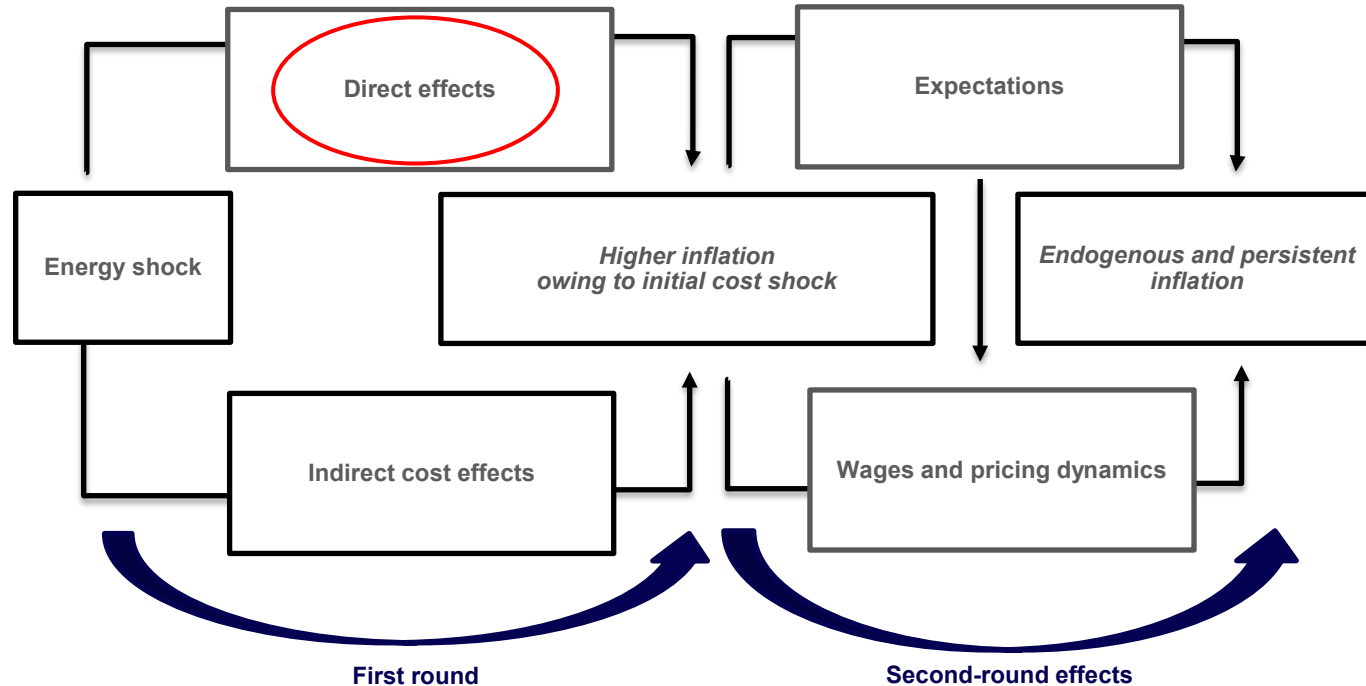 Direct effects
Expectations
Energy shock
Higher inflation
owing to initial cost shock
Endogenous and persistent
inflation
Indirect cost effects
Wages and pricing dynamics
First round
Second-round effects